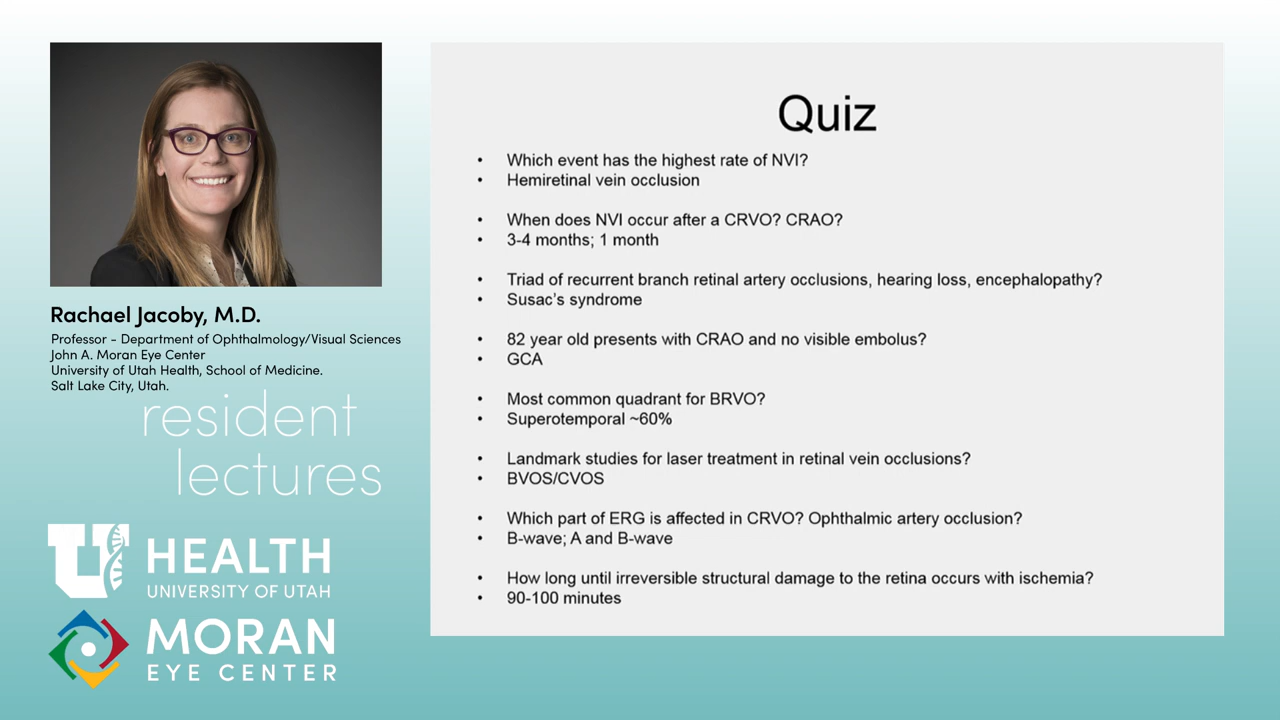 Rachael Jacoby, M.D.
Professor - Department of Ophthalmology/Visual Sciences
John A. Moran Eye Center
University of Utah Health, School of Medicine.
Salt Lake City, Utah.
resident
lectures
U HEALTH
UNIVERSITY OF UTAH
MORAN
EYE CENTER
Quiz
• Which event has the highest rate of NVI?
• Hemiretinal vein occlusion
• When does NVI occur after a CRVO? CRAO?
• 3-4 months; 1 month
• Triad of recurrent branch retinal artery occlusions, hearing loss, encephalopathy?
• Susac's syndrome
• 82 year old presents with CRAO and no visible embolus?
• GCA
• Most common quadrant for BRVO?
• Superotemporal ~60%
• Landmark studies for laser treatment in retinal vein occlusions?
• BVOS/CVOS
• Which part of ERG is affected in CRVO? Ophthalmic artery occlusion?
• B-wave; A and B-wave
• How long until irreversible structural damage to the retina occurs with ischemia?
• 90-100 minutes